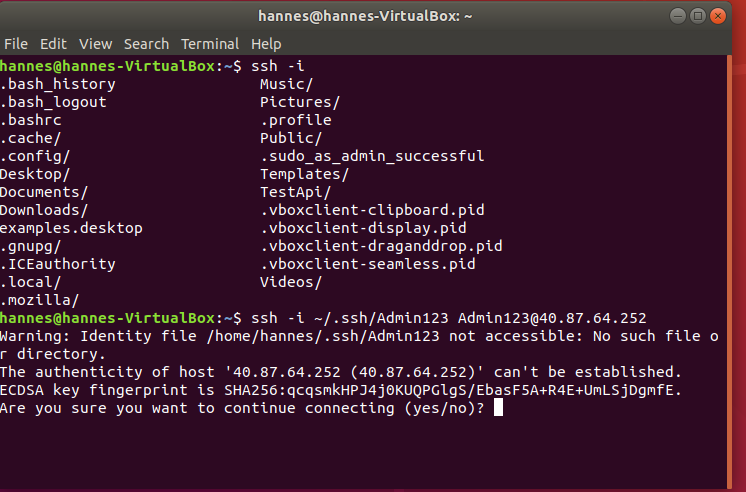 hannes@hannes-VirtualBox: ~
File Edit View Search Terminal Help
hannes@hannes-VirtualBox:~$ ssh -i
.bash_history Music/
.bash_logout Pictures/
.bashrc .profile
.cache/ Public/
.config/ .sudo_as_admin_successful
Desktop/ Templates/
Documents/ TestApi/
Downloads/ .vboxclient-clipboard.pid
examples.desktop .vboxclient-display.pid
.gnupg/ .vboxclient-draganddrop.pid
.ICEauthority .vboxclient-seamless.pid
.local/ Videos/
.mozilla/
hannes@hannes-VirtualBox:~$ ssh -i ~/.ssh/Admin123 Admin123@40.87.64.252
Warning: Identity file /home/hannes/.ssh/Admin123 not accessible: No such file o
r directory.
The authenticity of host '40.87.64.252 (40.87.64.252)' can't be established.
ECDSA key fingerprint is SHA256:qcqsmkHPJ4j0KUQPGlgS/EbasF5A+R4E+UmLSjDgmfE.
Are you sure you want to continue connecting (yes/no)?